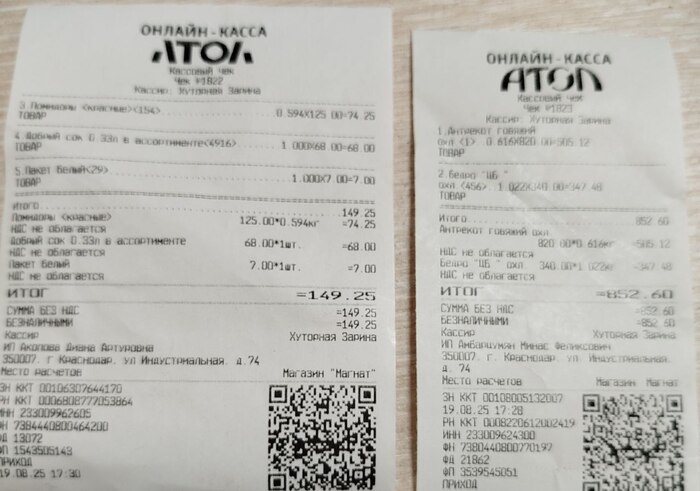 ОНЛАЙН-КАССА
АТОЛ
Кассовый чек
Чек №1822
Кассир: Хуторная Зарина
3.Помидоры <красные><154>
ТОВАР
0.594X125.00=74.25
4.Добрый сок 0.33л в ассортименте<4916>
ТОВАР
1.000X68.00=68.00
5.Пакет Белый<29>
ТОВАР
1.000X7.00=7.00
Итого 149.25
Помидоры <красные> 125.00*0.594кг =74.25
НДС не облагается
Добрый сок 0.33л в ассортименте
68.00*1шт. =68.00
НДС не облагается
Пакет Белый 7.00*1шт. =7.00
НДС не облагается
ИТОГ =149.25
СУММА БЕЗ НДС =149.25
БЕЗНАЛИЧНЫМИ =149.25
Кассир Хуторная Зарина
ИП Акопова Диана Артуровна
350007. г Краснодар. ул Индустриальная. д.74
Место расчетов Магазин "Магнат"
ЗН ККТ 00106307644170
РН ККТ 0006808777053864
ИНН 233009962605
ФН 7384440800464200
ФД 13072
ФП 1543505143
ПРИХОД
19.08.25 17:30
ОНЛАЙН-КАССА
АТОЛ
Кассовый чек
Чек №1823
Кассир: Хуторная Зарина
1.Антрекот говяжий
охл <1> 0.616X820.00=505.12
ТОВАР
2.Бедро "ЦБ "
охл <456> 1.022X340.00=347.48
ТОВАР
Итого 852.60
Антрекот говяжий охл
820.00*0.616кг =505.12
НДС не облагается
Бедро "ЦБ " охл 340.00*1.022кг =347.48
НДС не облагается
ИТОГ =852.60
СУММА БЕЗ НДС =852.60
БЕЗНАЛИЧНЫМИ =852.60
Кассир Хуторная Зарина
ИП Амбарцумян Минас Феликсович
350007. г. Краснодар. ул Индустриальная.
д. 74
Место расчетов Магазин Магнат
ЗН ККТ 00108005132007
19.08.25 17:28
РН ККТ 0008220612002419
ИНН 233009624300
ФН 7380440800770197
ФД 21862
ФП 3539545051
ПРИХОД